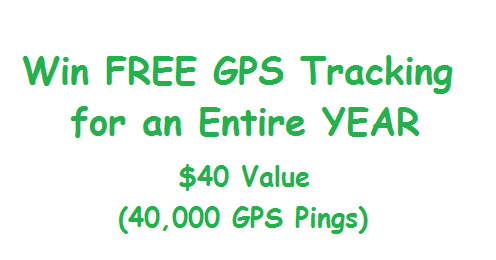 Win FREE GPS Tracking
for an Entire YEAR
$40 Value
(40,000 GPS Pings)